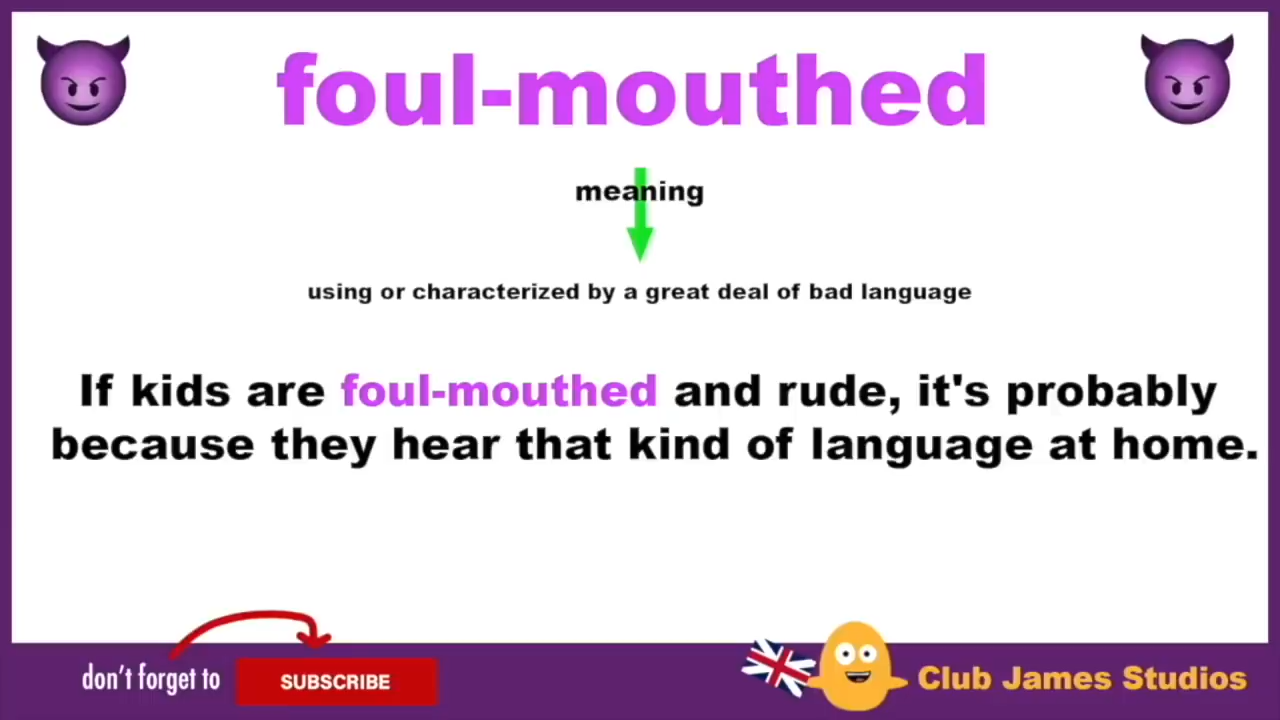 foul-mouthed
meaning
using or characterized by a great deal of bad language
If kids are foul-mouthed and rude, it's probably
because they hear that kind of language at home.
don't forget to
SUBSCRIBE
Club James Studios